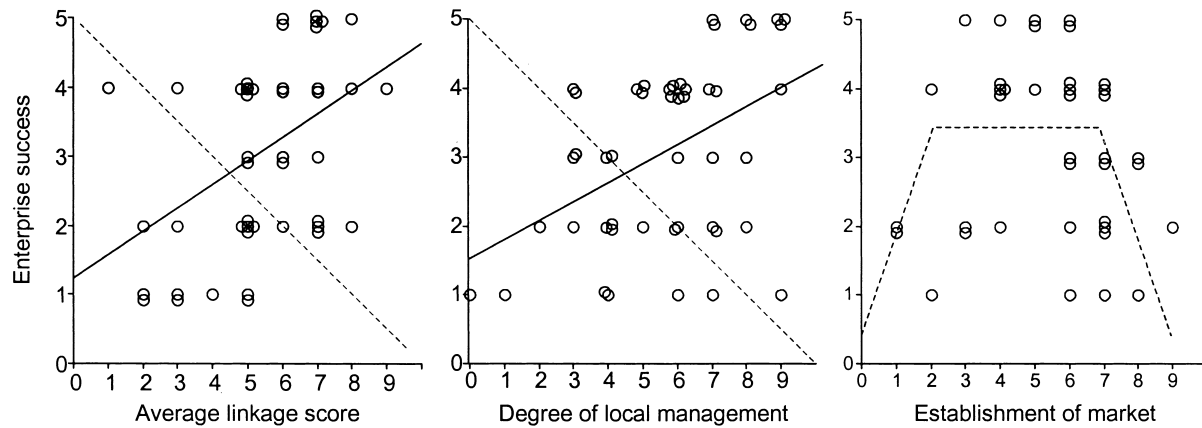 Enterprise success
5
4
3
2
1
0
0 1 2 3 4 5 6 7 8 9
Average linkage score
5
4
3
2
1
0
0 1 2 3 4 5 6 7 8 9
Degree of local management
5
4
3
2
1
0
0 1 2 3 4 5 6 7 8 9
Establishment of market